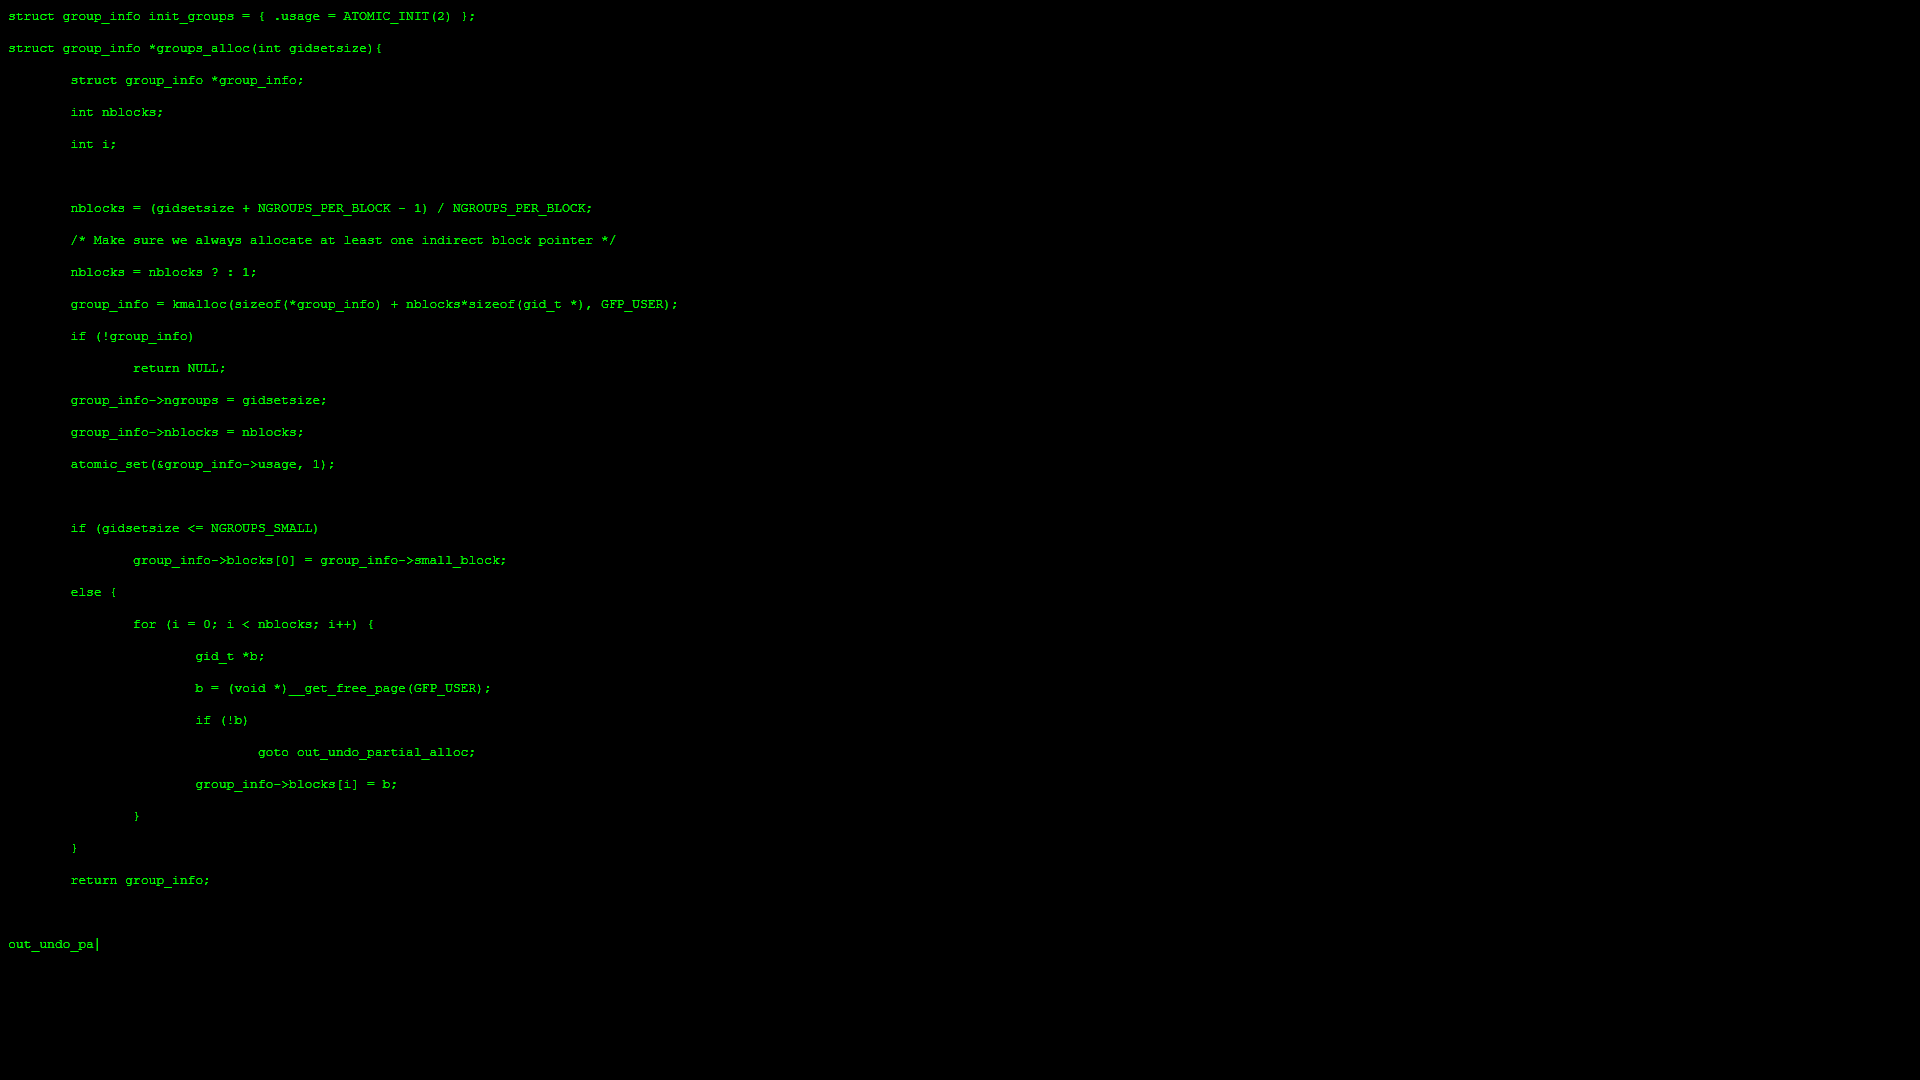 struct group_info init_groups = { .usage = ATOMIC_INIT(2) };
struct group_info *groups_alloc(int gidsetsize){
struct group_info *group_info;
int nblocks;
int i;
nblocks = (gidsetsize + NGROUPS_PER_BLOCK - 1) / NGROUPS_PER_BLOCK;
/* Make sure we always allocate at least one indirect block pointer */
nblocks = nblocks ? : 1;
group_info = kmalloc(sizeof(*group_info) + nblocks*sizeof(gid_t *), GFP_USER);
if (!group_info)
return NULL;
group_info->ngroups = gidsetsize;
group_info->nblocks = nblocks;
atomic_set(&group_info->usage, 1);
if (gidsetsize <= NGROUPS_SMALL)
group_info->blocks[0] = group_info->small_block;
else {
for (i = 0; i < nblocks; i++) {
gid_t *b;
b = (void *)__get_free_page(GFP_USER);
if (!b)
goto out_undo_partial_alloc;
group_info->blocks[i] = b;
}
}
return group_info;
out_undo_pa|